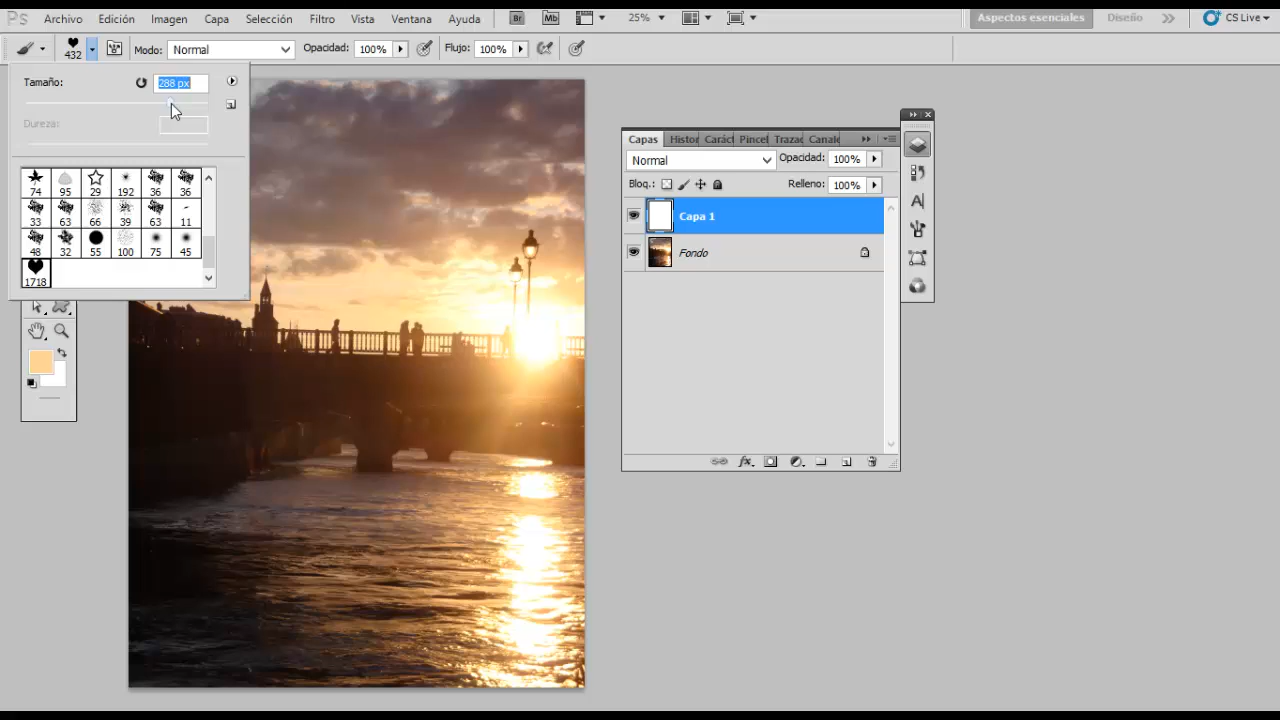 Ps Archivo Edición Imagen Capa Selección Filtro Vista Ventana Ayuda Br Mb 25% Aspectos esenciales Diseño CS Live
432 Modo: Normal Opacidad: 100% Flujo: 100%
Tamaño: 288 px
Dureza:
74 95 29 192 36 36
33 63 66 39 63 11
48 32 55 100 75 45
1718
Capas Histor Caráct Pincel Trazac Canale
Normal Opacidad: 100%
Bloq.: Relleno: 100%
Capa 1
Fondo